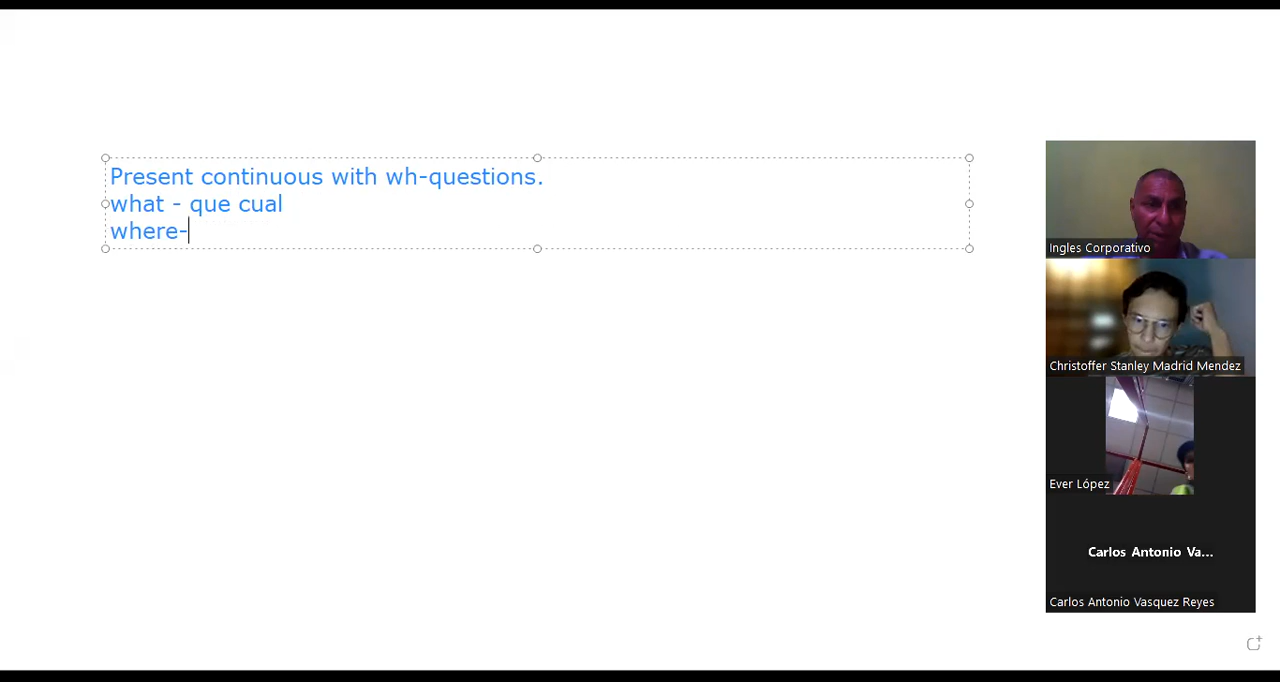 Present continuous with wh-questions.
what - que cual
where-
Ingles Corporativo
Christoffer Stanley Madrid Mendez
Ever López
Carlos Antonio Va...
Carlos Antonio Vasquez Reyes